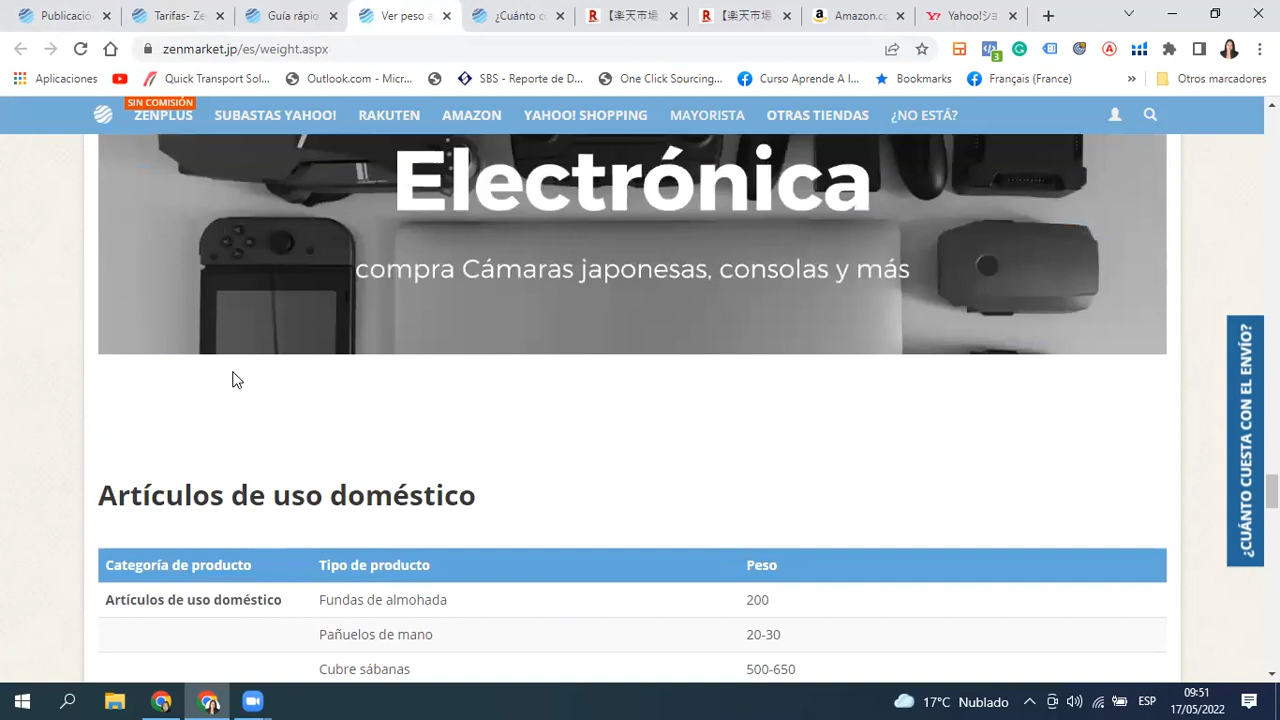 Publicació
Tarifas- Ze
Guía rápio
Ver peso a
¿Cuánto c
【楽天市場
【楽天市場
Amazon.co
Yahoo!ショ
zenmarket.jp/es/weight.aspx
3
Aplicaciones
Quick Transport Sol...
Outlook.com - Micr...
SBS - Reporte de D...
One Click Sourcing...
Curso Aprende A I...
Bookmarks
Français (France)
»
Otros marcadores
SIN COMISIÓN
ZENPLUS
SUBASTAS YAHOO!
RAKUTEN
AMAZON
YAHOO! SHOPPING
MAYORISTA
OTRAS TIENDAS
¿NO ESTÁ?
Electrónica
compra Cámaras japonesas, consolas y más
¿CUÁNTO CUESTA CON EL ENVÍO?
Artículos de uso doméstico
Categoría de producto Tipo de producto Peso
Artículos de uso doméstico Fundas de almohada 200
Pañuelos de mano 20-30
Cubre sábanas 500-650
17°C Nublado
ESP
09:51
17/05/2022